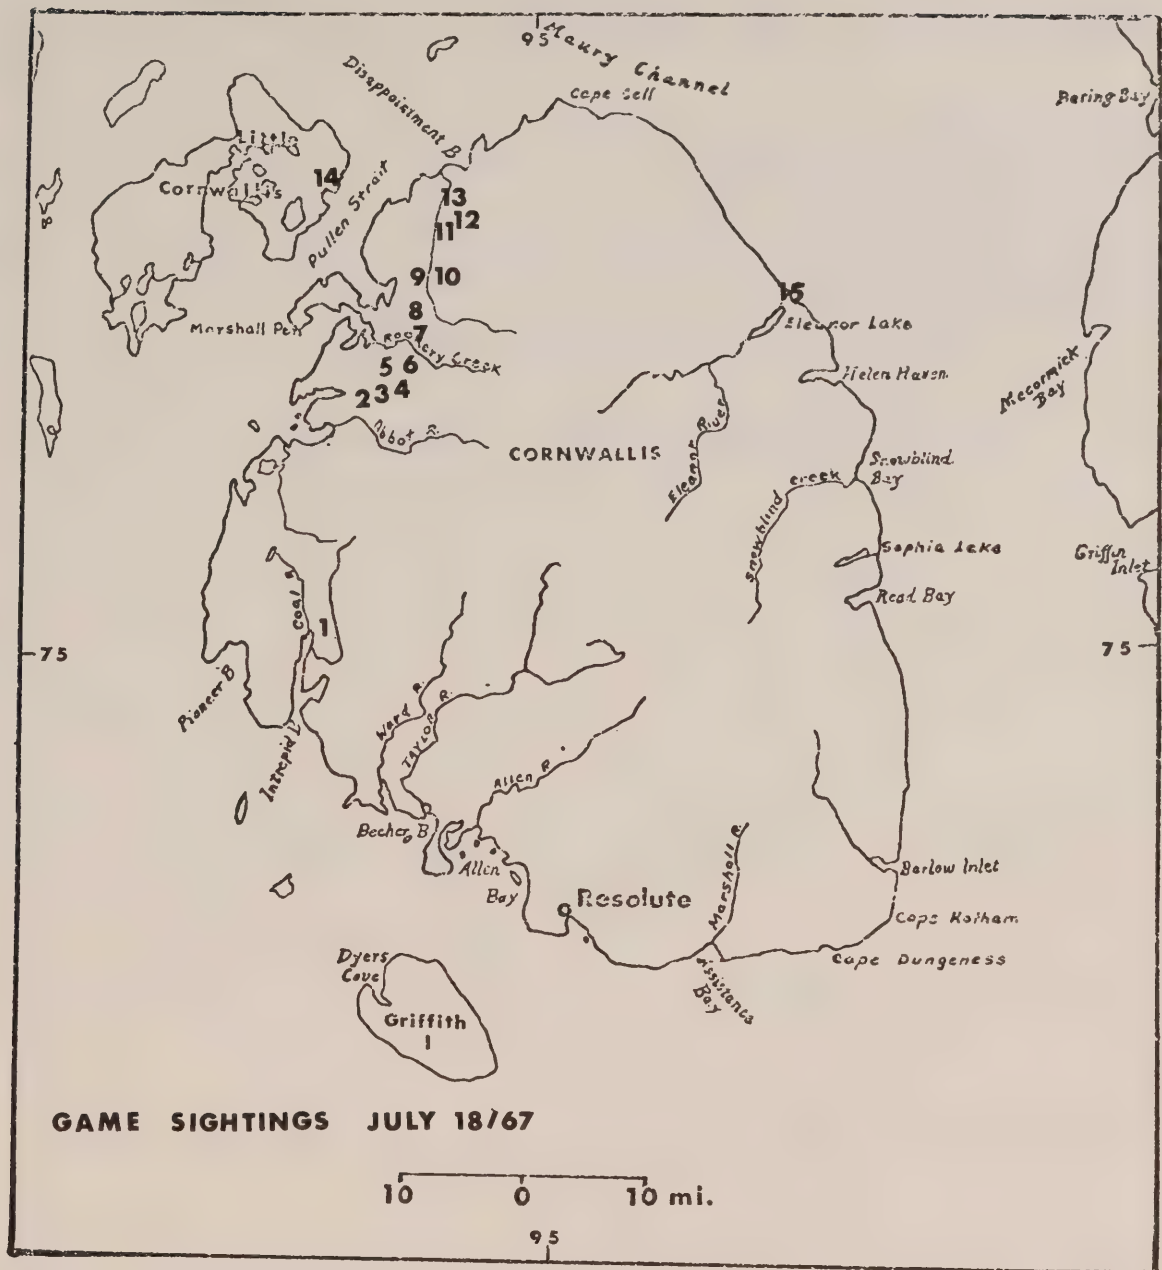 95
Maury Channel
Disappointment B
Cape Gell
Baring Bay
Little
Cornwallis
14
Pullen Strait
13
12
11
9 10
8
7
15
Eleanor Lake
Marshall Pen
Rookery Creek
5 6
2 3 4
Helen Haven
Mccormick
Bay
Abbot R.
CORNWALLIS
Eleanor River
Snowblind
Bay
Snowblind creek
Sophia Lake
Griffin
Inlet
Read Bay
Coal R
1
75
75
Pioneer B
Intrepid
Ward R.
TAYLOR R.
Allen R.
Becher B
Allen
Bay
Resolute
Marshall R.
Barlow Inlet
Cape Hotham
Cape Dungeness
Assistance
Bay
Dyers
Cove
Griffith
I
GAME SIGHTINGS JULY 18/67
10 0 10 mi.
95